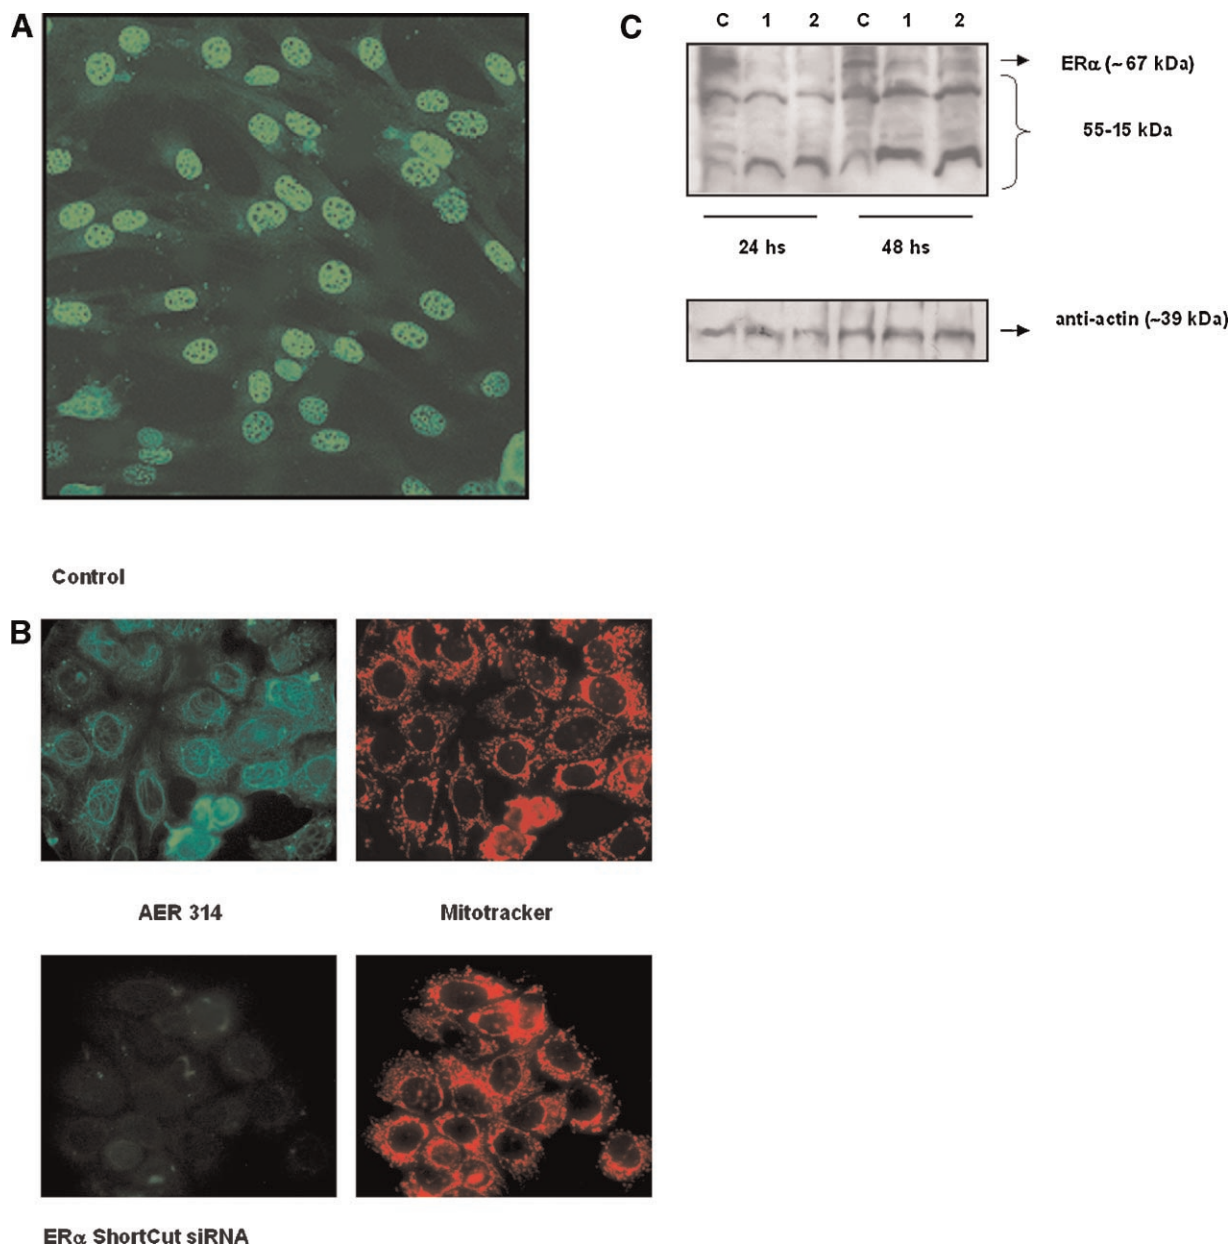 A
Control
B
AER 314
Mitotracker
ERα ShortCut siRNA
C
C 1 2 C 1 2
ERα (~67 kDa)
55-15 kDa
24 hs
48 hs
anti-actin (~39 kDa)